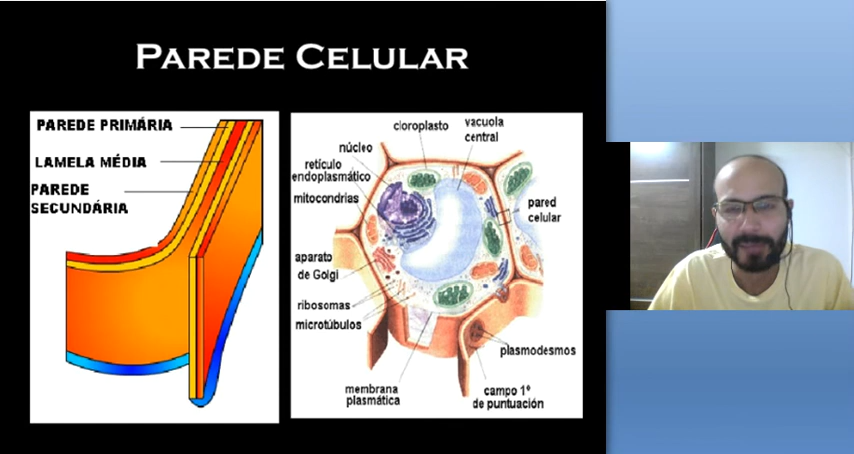 PAREDE CELULAR
PAREDE PRIMÁRIA
LAMELA MÉDIA
PAREDE
SECUNDÁRIA
cloroplasto
vacuola
central
núcleo
retículo
endoplasmático
mitocondrias
pared
celular
aparato
de Golgi
ribosomas
microtúbulos
plasmodesmos
membrana
plasmática
campo 1º
de puntuación